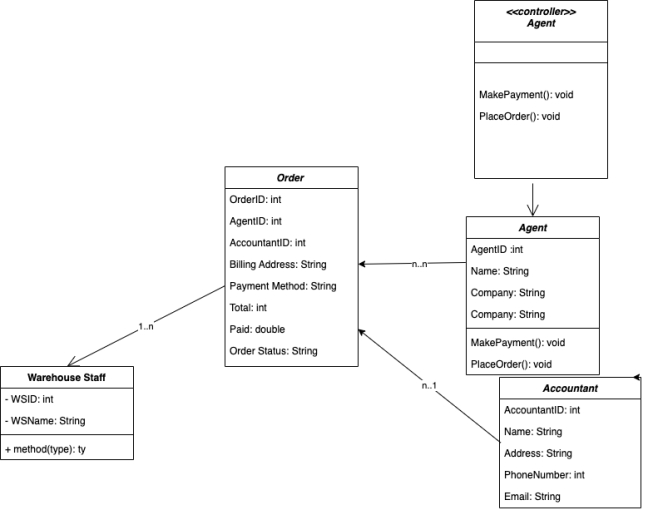 <<controller>>
Agent
MakePayment(): void
PlaceOrder(): void
Order
OrderID: int
AgentID: int
AccountantID: int
Billing Address: String
Payment Method: String
Total: int
Paid: double
Order Status: String
Agent
AgentID :int
Name: String
Company: String
Company: String
MakePayment(): void
PlaceOrder(): void
n..n
1..n
n..1
Warehouse Staff
- WSID: int
- WSName: String
+ method(type): ty
Accountant
AccountantID: int
Name: String
Address: String
PhoneNumber: int
Email: String